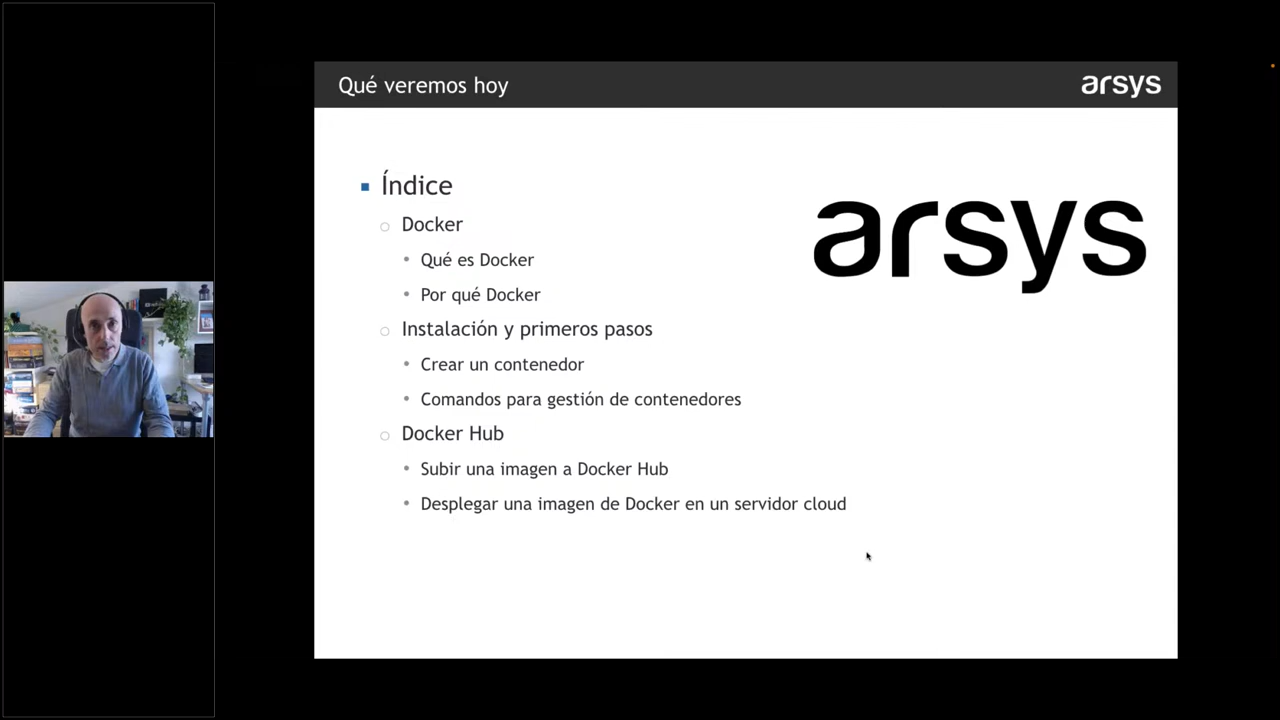 Qué veremos hoy
arsys
Índice
arsys
Docker
Qué es Docker
Por qué Docker
Instalación y primeros pasos
Crear un contenedor
Comandos para gestión de contenedores
Docker Hub
Subir una imagen a Docker Hub
Desplegar una imagen de Docker en un servidor cloud